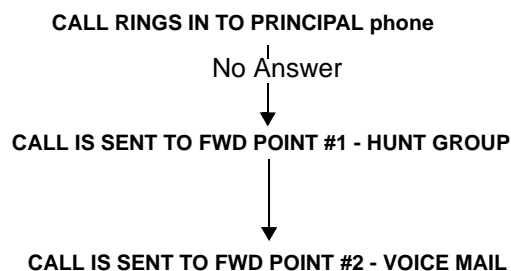 CALL RINGS IN TO PRINCIPAL phone
No Answer
CALL IS SENT TO FWD POINT #1 - HUNT GROUP
CALL IS SENT TO FWD POINT #2 - VOICE MAIL